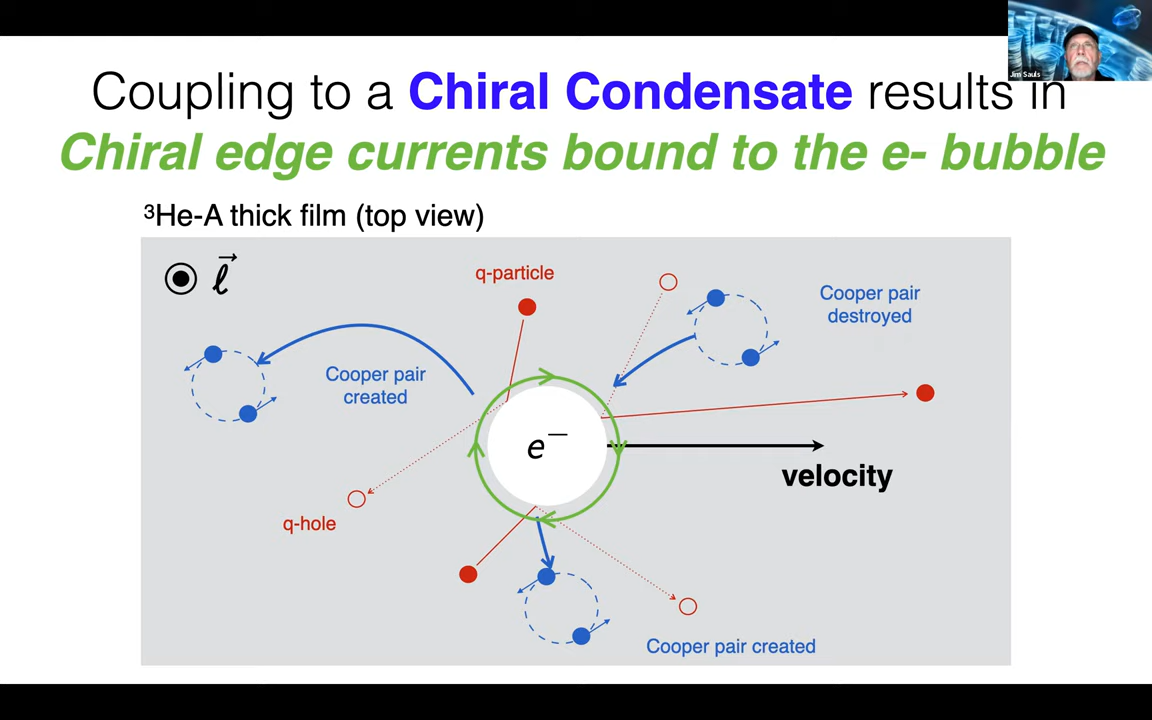 Jim Sauls
Coupling to a Chiral Condensate results in
Chiral edge currents bound to the e- bubble
³He-A thick film (top view)
ℓ⃗
q-particle
Cooper pair
destroyed
Cooper pair
created
e⁻
velocity
q-hole
Cooper pair created